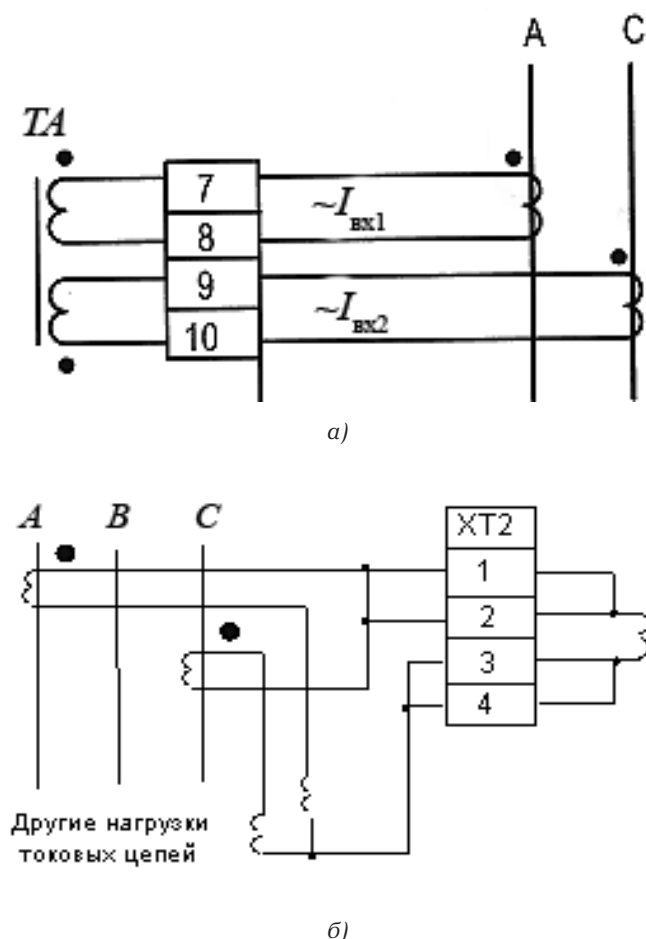 A C
TA
7
~Iвх1
8
9
~Iвх2
10
а)
A B C
XT2
1
2
3
4
Другие нагрузки
токовых цепей
б)